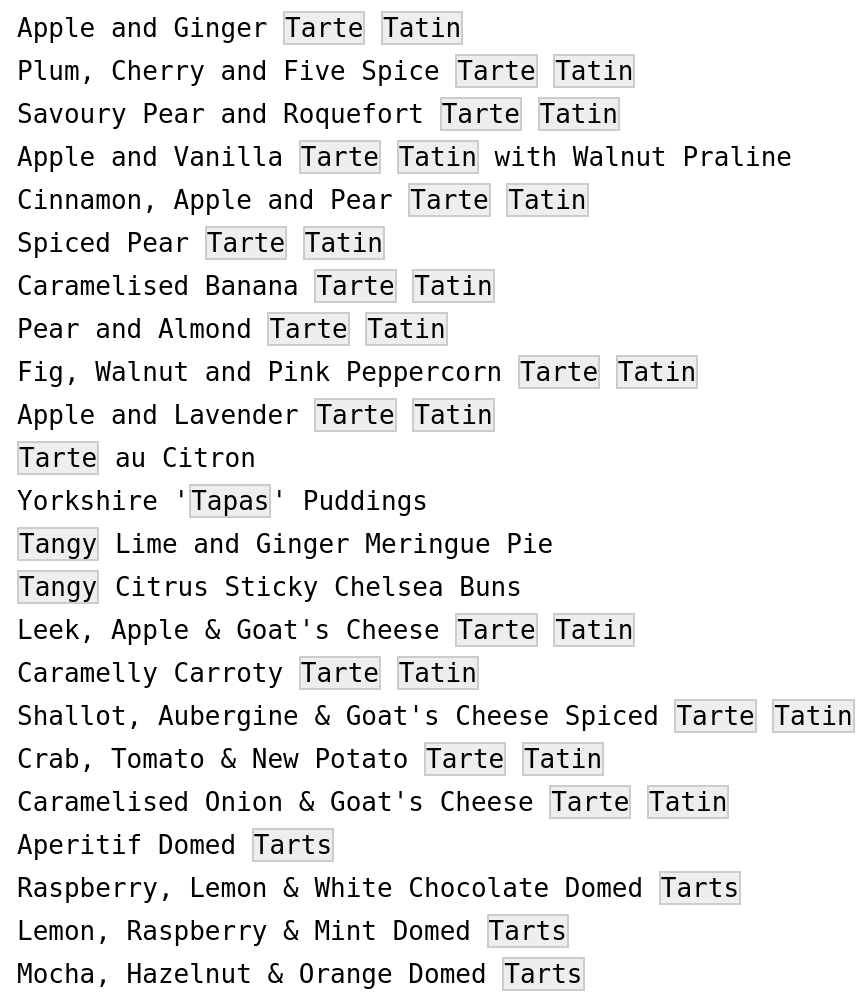 Apple and Ginger Tarte Tatin
Plum, Cherry and Five Spice Tarte Tatin
Savoury Pear and Roquefort Tarte Tatin
Apple and Vanilla Tarte Tatin with Walnut Praline
Cinnamon, Apple and Pear Tarte Tatin
Spiced Pear Tarte Tatin
Caramelised Banana Tarte Tatin
Pear and Almond Tarte Tatin
Fig, Walnut and Pink Peppercorn Tarte Tatin
Apple and Lavender Tarte Tatin
Tarte au Citron
Yorkshire 'Tapas' Puddings
Tangy Lime and Ginger Meringue Pie
Tangy Citrus Sticky Chelsea Buns
Leek, Apple & Goat's Cheese Tarte Tatin
Caramelly Carroty Tarte Tatin
Shallot, Aubergine & Goat's Cheese Spiced Tarte Tatin
Crab, Tomato & New Potato Tarte Tatin
Caramelised Onion & Goat's Cheese Tarte Tatin
Aperitif Domed Tarts
Raspberry, Lemon & White Chocolate Domed Tarts
Lemon, Raspberry & Mint Domed Tarts
Mocha, Hazelnut & Orange Domed Tarts